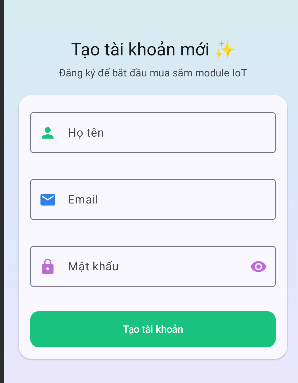 Tạo tài khoản mới ✨
Đăng ký để bắt đầu mua sắm module IoT
Họ tên
Email
Mật khẩu
Tạo tài khoản